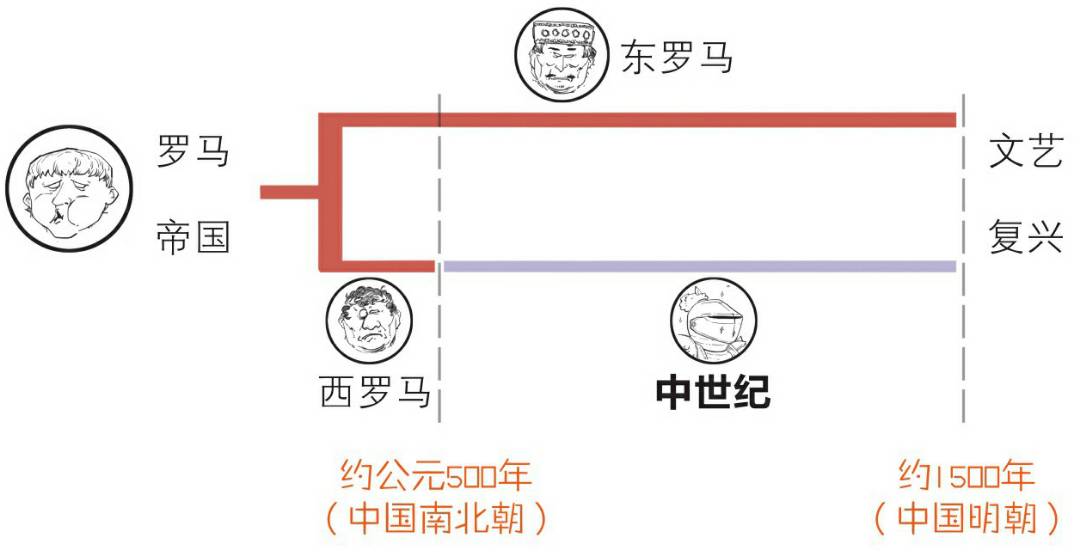 东罗马
罗马
帝国
文艺
复兴
西罗马
中世纪
约公元500年
（中国南北朝）
约1500年
（中国明朝）